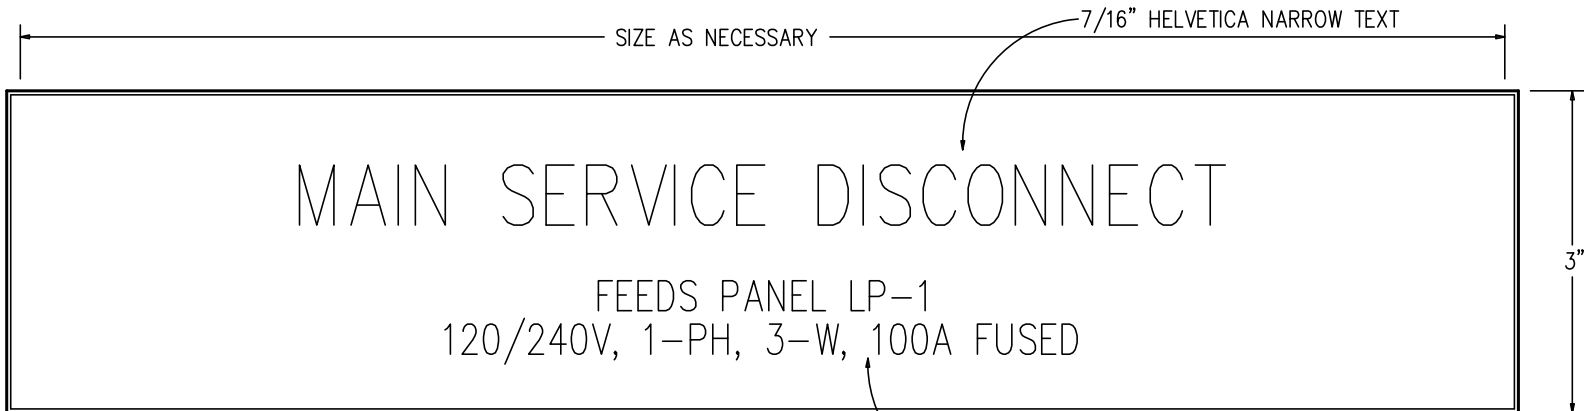 7/16” HELVETICA NARROW TEXT
SIZE AS NECESSARY
MAIN SERVICE DISCONNECT
3”
FEEDS PANEL LP-1
120/240V, 1-PH, 3-W, 100A FUSED